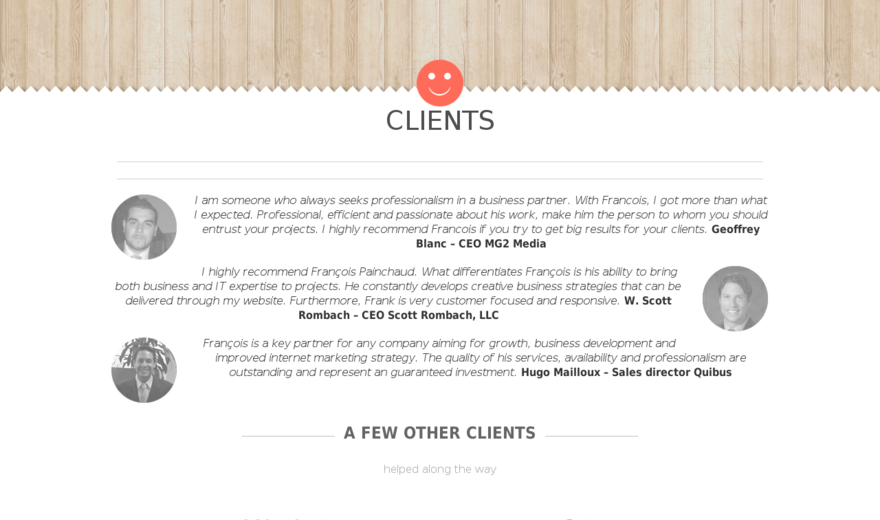 CLIENTS
I am someone who always seeks professionalism in a business partner. With Francois, I got more than what
I expected. Professional, efficient and passionate about his work, make him the person to whom you should
entrust your projects. I highly recommend Francois if you try to get big results for your clients. Geoffrey
Blanc – CEO MG2 Media
I highly recommend François Painchaud. What differentiates François is his ability to bring
both business and IT expertise to projects. He constantly develops creative business strategies that can be
delivered through my website. Furthermore, Frank is very customer focused and responsive. W. Scott
Rombach – CEO Scott Rombach, LLC
François is a key partner for any company aiming for growth, business development and
improved internet marketing strategy. The quality of his services, availability and professionalism are
outstanding and represent an guaranteed investment. Hugo Mailloux – Sales director Quibus
A FEW OTHER CLIENTS
helped along the way